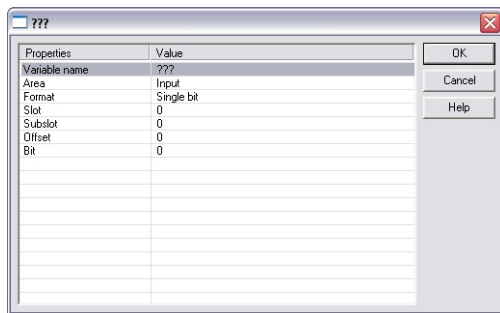 ???
Properties Value
Variable name ???
Area Input
Format Single bit
Slot 0
Subslot 0
Offset 0
Bit 0
OK
Cancel
Help